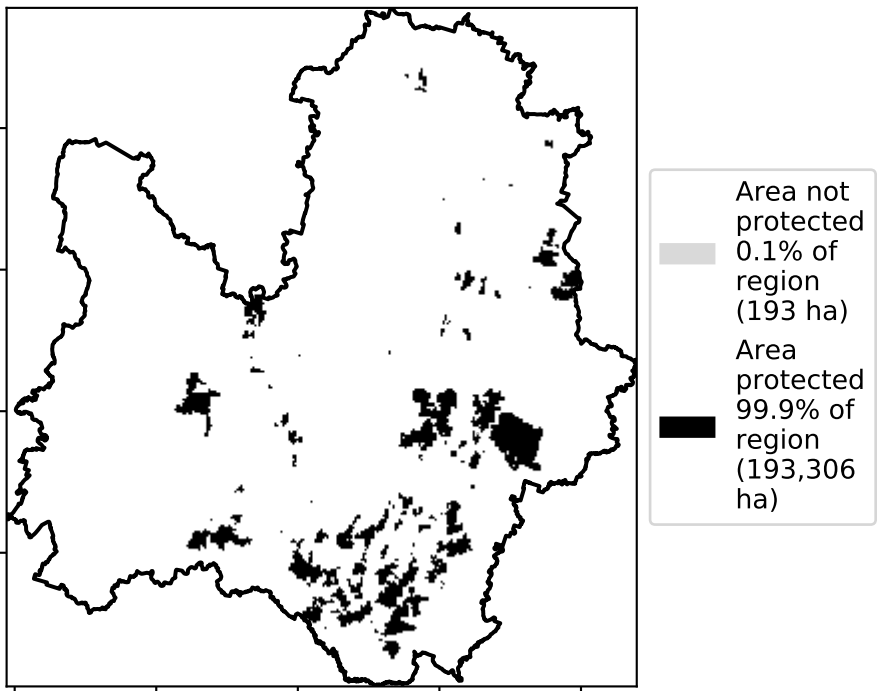 Area not
protected
0.1% of
region
(193 ha)
Area
protected
99.9% of
region
(193,306
ha)